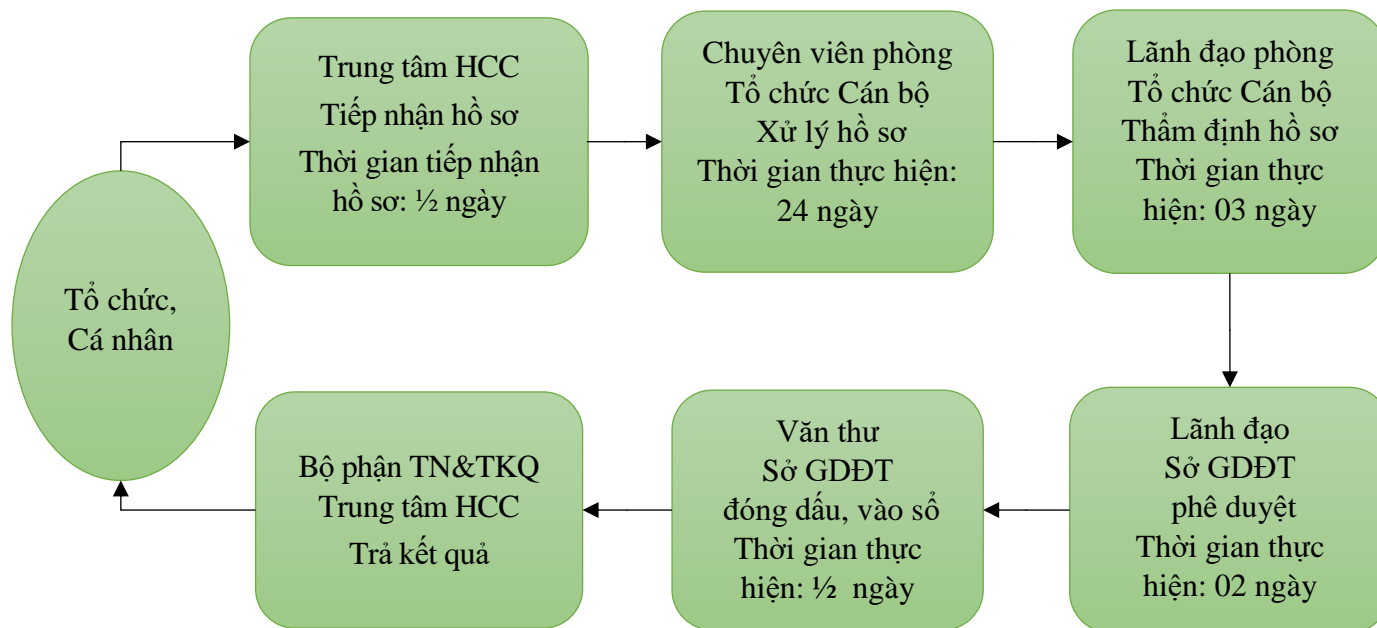 Trung tâm HCC
Tiếp nhận hồ sơ
Thời gian tiếp nhận
hồ sơ: ½ ngày
Chuyên viên phòng
Tổ chức Cán bộ
Xử lý hồ sơ
Thời gian thực hiện:
24 ngày
Lãnh đạo phòng
Tổ chức Cán bộ
Thẩm định hồ sơ
Thời gian thực
hiện: 03 ngày
Tổ chức,
Cá nhân
Bộ phận TN&TKQ
Trung tâm HCC
Trả kết quả
Văn thư
Sở GDĐT
đóng dấu, vào sổ
Thời gian thực
hiện: ½ ngày
Lãnh đạo
Sở GDĐT
phê duyệt
Thời gian thực
hiện: 02 ngày